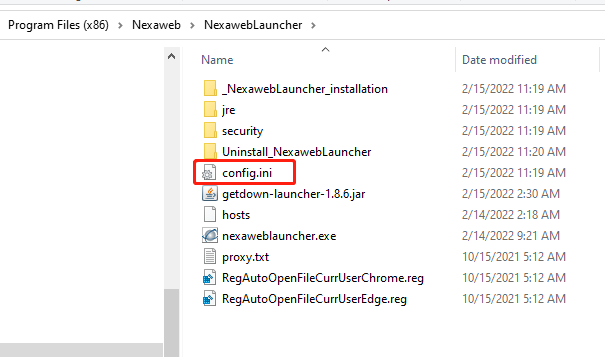 Program Files (x86) > Nexaweb > NexawebLauncher >
Name Date modified
_NexawebLauncher_installation 2/15/2022 11:19 AM
jre 2/15/2022 11:19 AM
security 2/15/2022 11:19 AM
Uninstall_NexawebLauncher 2/15/2022 11:20 AM
config.ini 2/15/2022 11:19 AM
getdown-launcher-1.8.6.jar 2/15/2022 2:30 AM
hosts 2/14/2022 2:18 AM
nexaweblauncher.exe 2/14/2022 9:21 AM
proxy.txt 10/15/2021 5:12 AM
RegAutoOpenFileCurrUserChrome.reg 10/15/2021 5:12 AM
RegAutoOpenFileCurrUserEdge.reg 10/15/2021 5:12 AM